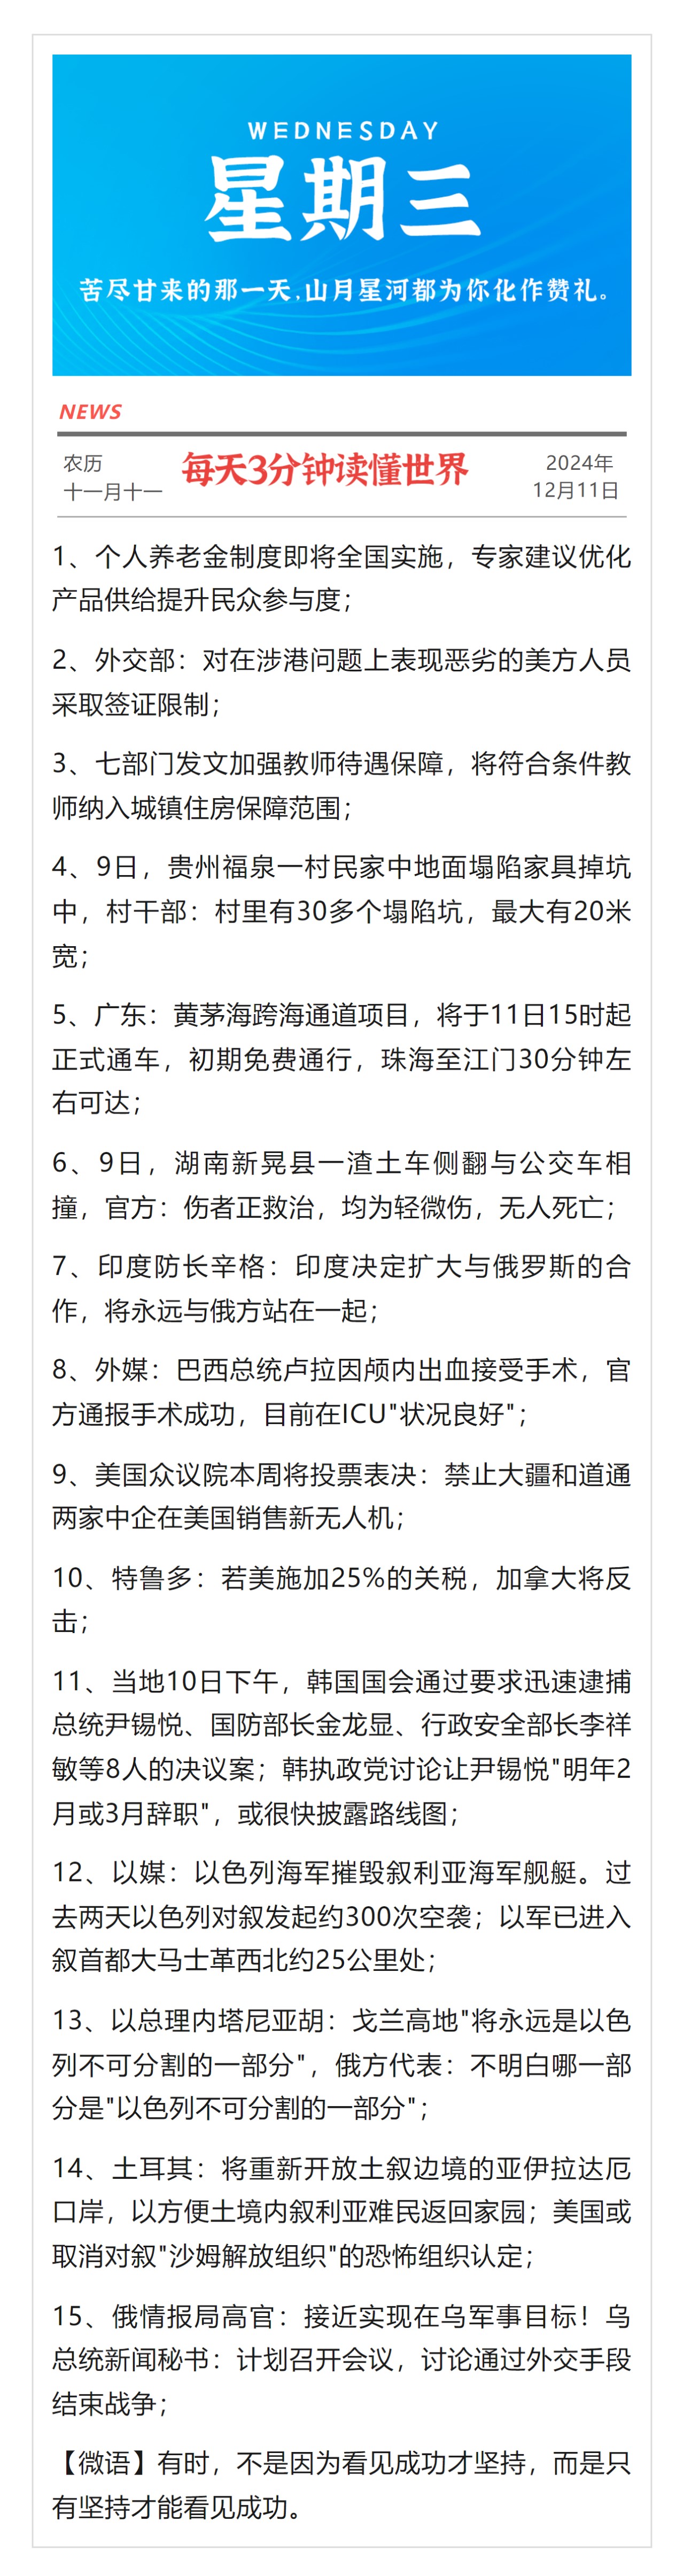 WEDNESDAY
星期三
苦尽甘来的那一天,山月星河都为你化作赞礼。
NEWS
农历
十一月十一
每天3分钟读懂世界
2024年
12月11日
1、个人养老金制度即将全国实施，专家建议优化
产品供给提升民众参与度；
2、外交部：对在涉港问题上表现恶劣的美方人员
采取签证限制；
3、七部门发文加强教师待遇保障，将符合条件教
师纳入城镇住房保障范围；
4、9日，贵州福泉一村民家中地面塌陷家具掉坑
中，村干部：村里有30多个塌陷坑，最大有20米
宽；
5、广东：黄茅海跨海通道项目，将于11日15时起
正式通车，初期免费通行，珠海至江门30分钟左
右可达；
6、9日，湖南新晃县一渣土车侧翻与公交车相
撞，官方：伤者正救治，均为轻微伤，无人死亡；
7、印度防长辛格：印度决定扩大与俄罗斯的合
作，将永远与俄方站在一起；
8、外媒：巴西总统卢拉因颅内出血接受手术，官
方通报手术成功，目前在ICU"状况良好"；
9、美国众议院本周将投票表决：禁止大疆和道通
两家中企在美国销售新无人机；
10、特鲁多：若美施加25%的关税，加拿大将反
击；
11、当地10日下午，韩国国会通过要求迅速逮捕
总统尹锡悦、国防部长金龙显、行政安全部长李祥
敏等8人的决议案；韩执政党讨论让尹锡悦"明年2
月或3月辞职"，或很快披露路线图；
12、以媒：以色列海军摧毁叙利亚海军舰艇。过
去两天以色列对叙发起约300次空袭；以军已进入
叙首都大马士革西北约25公里处；
13、以总理内塔尼亚胡：戈兰高地"将永远是以色
列不可分割的一部分"，俄方代表：不明白哪一部
分是"以色列不可分割的一部分"；
14、土耳其：将重新开放土叙边境的亚伊拉达厄
口岸，以方便土境内叙利亚难民返回家园；美国或
取消对叙"沙姆解放组织"的恐怖组织认定；
15、俄情报局高官：接近实现在乌军事目标！乌
总统新闻秘书：计划召开会议，讨论通过外交手段
结束战争；
【微语】有时，不是因为看见成功才坚持，而是只
有坚持才能看见成功。